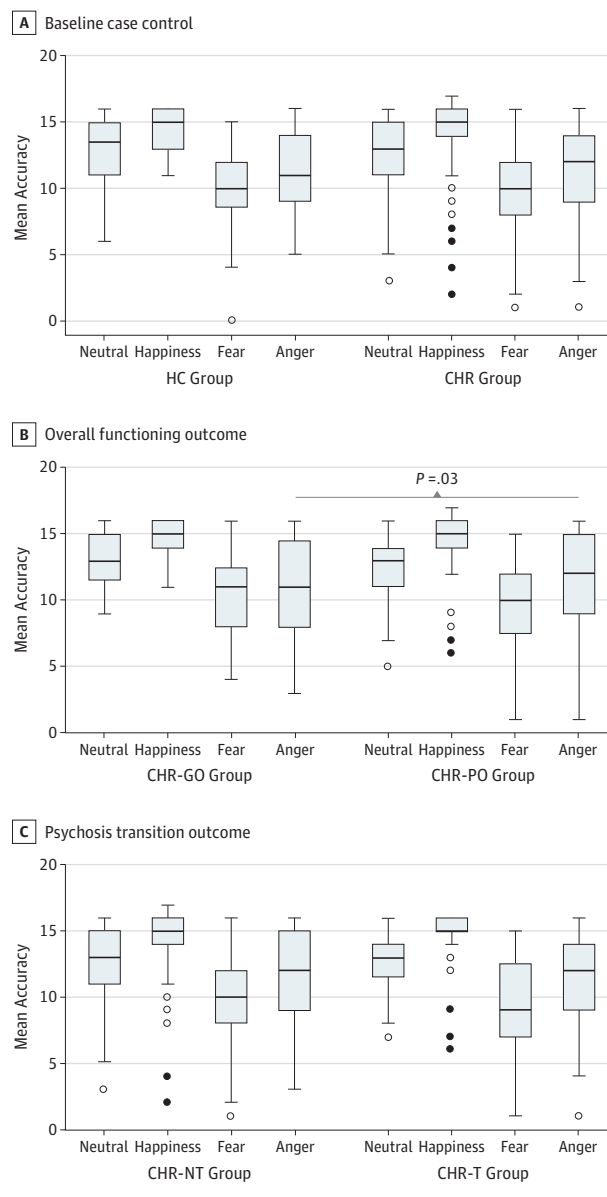 A Baseline case control
20
15
10
5
0
Mean Accuracy
Neutral Happiness Fear Anger Neutral Happiness Fear Anger
HC Group CHR Group
B Overall functioning outcome
20
15
10
5
0
Mean Accuracy
P =.03
Neutral Happiness Fear Anger Neutral Happiness Fear Anger
CHR-GO Group CHR-PO Group
C Psychosis transition outcome
20
15
10
5
0
Mean Accuracy
Neutral Happiness Fear Anger Neutral Happiness Fear Anger
CHR-NT Group CHR-T Group